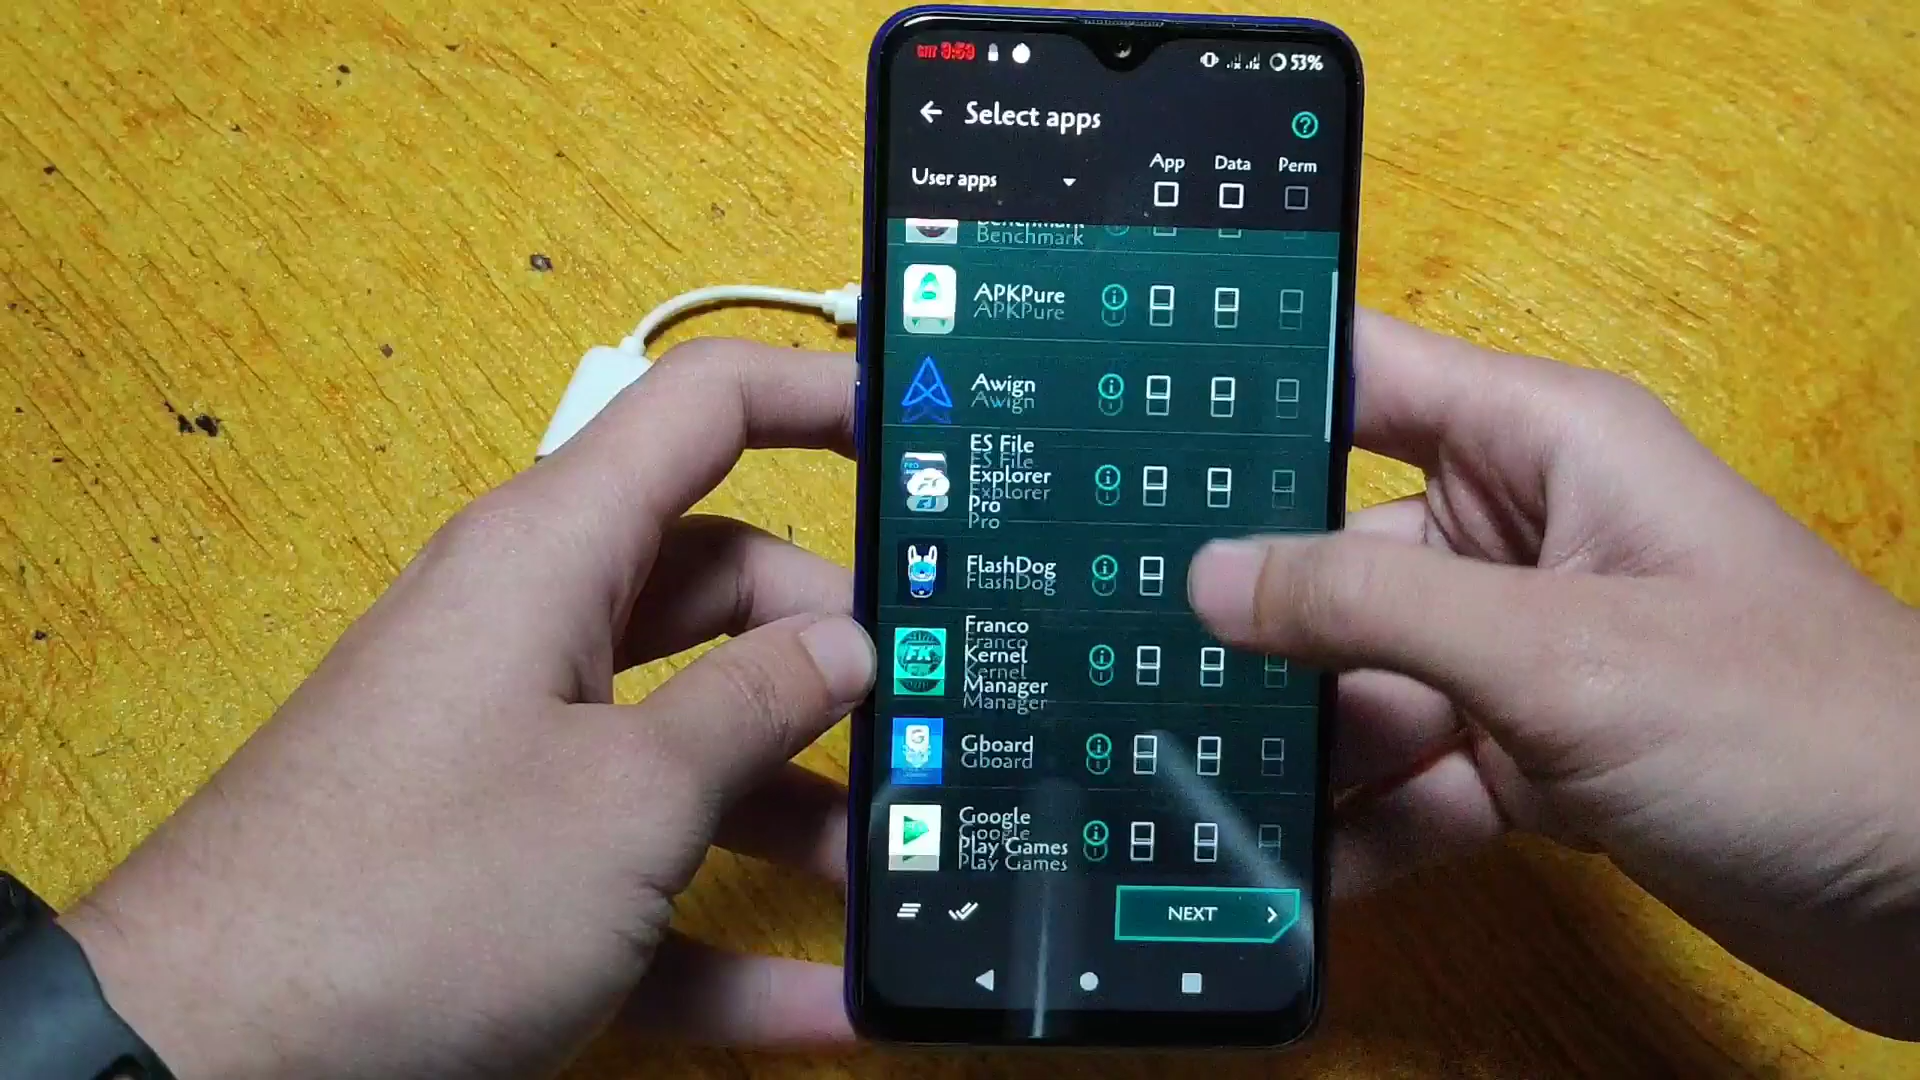 53%
Select apps
App Data Perm
User apps
Benchmark
Benchmark
APKPure
APKPure
Awign
Awign
ES File
ES File
Explorer
Explorer
Pro
Pro
FlashDog
FlashDog
Franco
Franco
Kernel
Kernel
Manager
Manager
Gboard
Gboard
Google
Google
Play Games
Play Games
NEXT